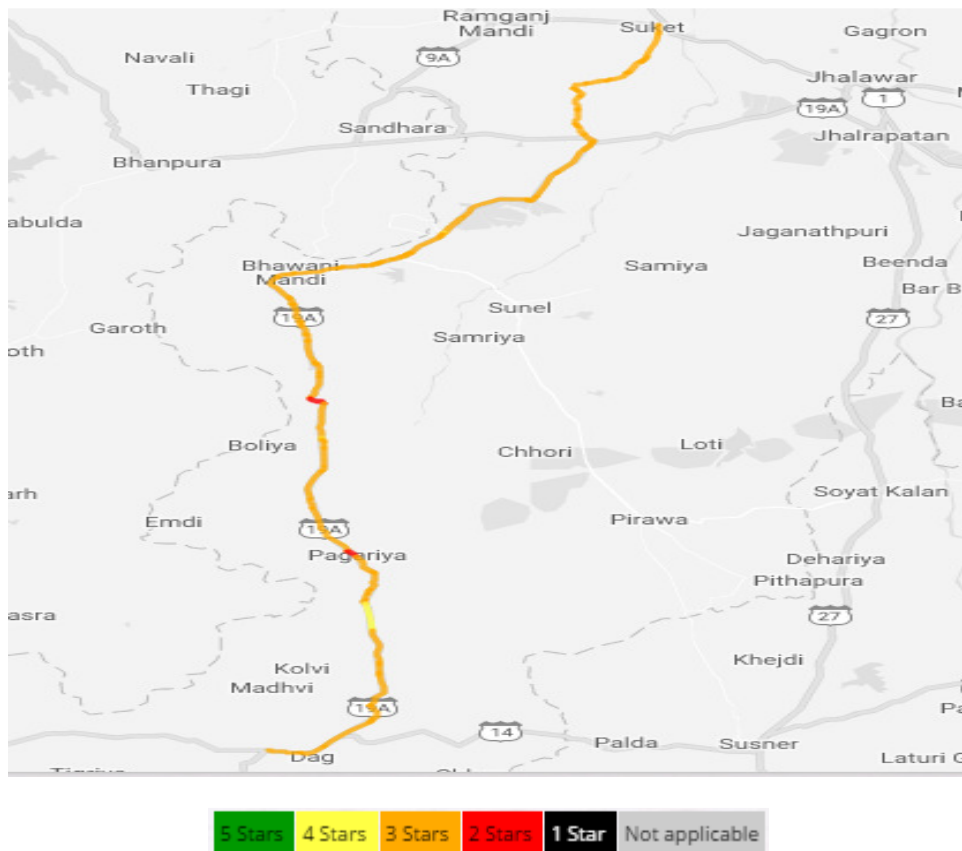 Ramganj
Mandi
Suket
Gagron
Navali
9A
Thagi
Jhalawar
19A
1
Sandhara
Jhalrapatan
Bhanpura
abulda
Jaganathpuri
Bhawani
Mandi
Samiya
Beenda
Bar B
Sunel
19A
Garoth
27
oth
Samriya
Ba
Boliya
Chhori
Loti
arh
Soyat Kalan
Emdi
19A
Pirawa
Pagariya
Dehariya
Pithapura
asra
27
Kolvi
Khejdi
Madhvi
19A
Pa
14
Palda
Susner
Dag
Laturi G
5 Stars 4 Stars 3 Stars 2 Stars 1 Star Not applicable